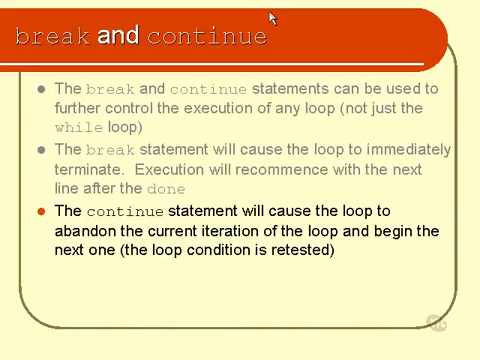 break and continue
The break and continue statements can be used to
further control the execution of any loop (not just the
while loop)
The break statement will cause the loop to immediately
terminate. Execution will recommence with the next
line after the done
The continue statement will cause the loop to
abandon the current iteration of the loop and begin the
next one (the loop condition is retested)